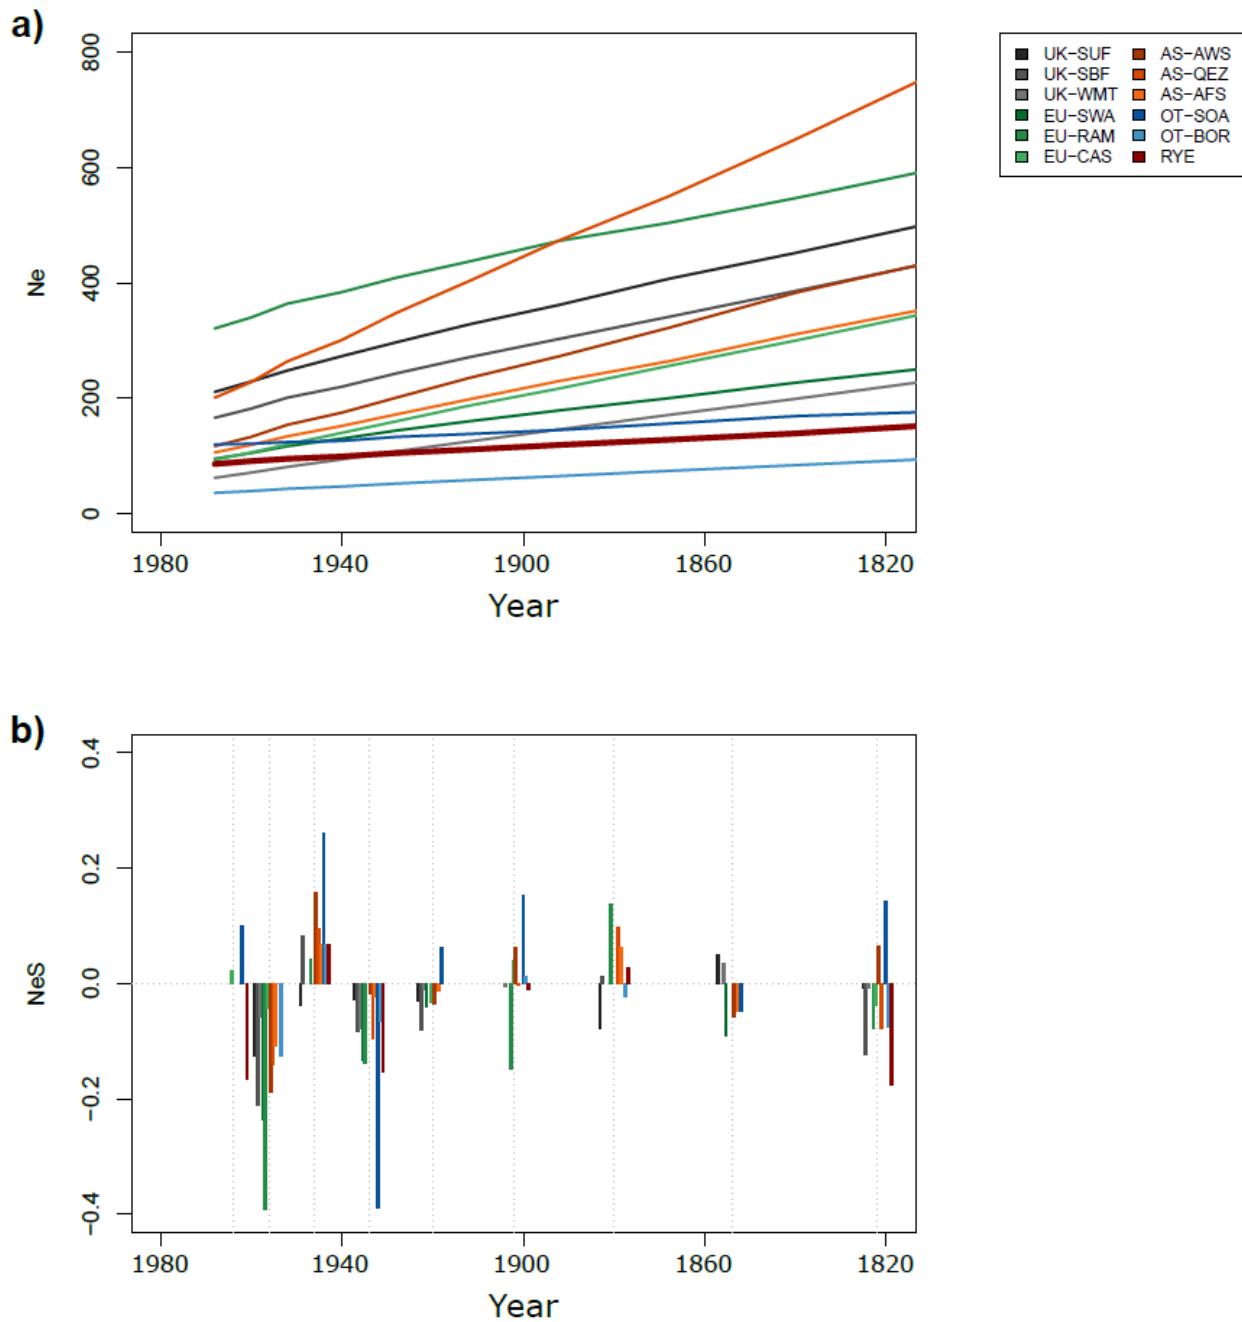 a)
800
600
400
200
0
Ne
1980 1940 1900 1860 1820
Year
UK−SUF AS−AWS
UK−SBF AS−QEZ
UK−WMT AS−AFS
EU−SWA OT−SOA
EU−RAM OT−BOR
EU−CAS RYE
b)
0.4
0.2
0.0
−0.2
−0.4
NeS
1980 1940 1900 1860 1820
Year